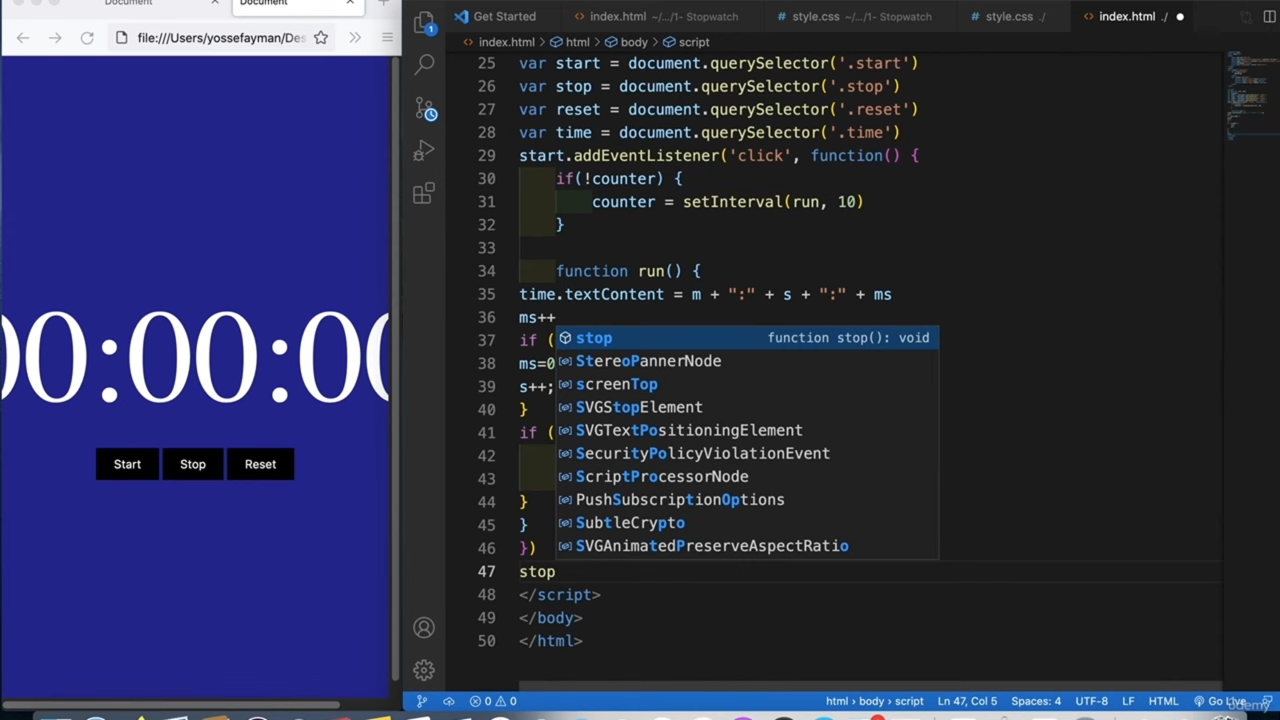 Document
Document
file:///Users/yossefayman/Des
00:00:00
Start Stop Reset
Get Started index.html ~/.../1- Stopwatch style.css ~/.../1- Stopwatch style.css ./ index.html ./
index.html > html > body > script
25 var start = document.querySelector('.start')
26 var stop = document.querySelector('.stop')
27 var reset = document.querySelector('.reset')
28 var time = document.querySelector('.time')
29 start.addEventListener('click', function() {
30 if(!counter) {
31 counter = setInterval(run, 10)
32 }
33
34 function run() {
35 time.textContent = m + ":" + s + ":" + ms
36 ms++
37 if (
38 ms=0
39 s++;
40 }
41 if (
42
43
44 }
45 }
46 })
47 stop
48 </script>
49 </body>
50 </html>
stop function stop(): void
StereoPannerNode
screenTop
SVGStopElement
SVGTextPositioningElement
SecurityPolicyViolationEvent
ScriptProcessorNode
PushSubscriptionOptions
SubtleCrypto
SVGAnimatedPreserveAspectRatio
1
0 0 html > body > script Ln 47, Col 5 Spaces: 4 UTF-8 LF HTML Go Live
udemy